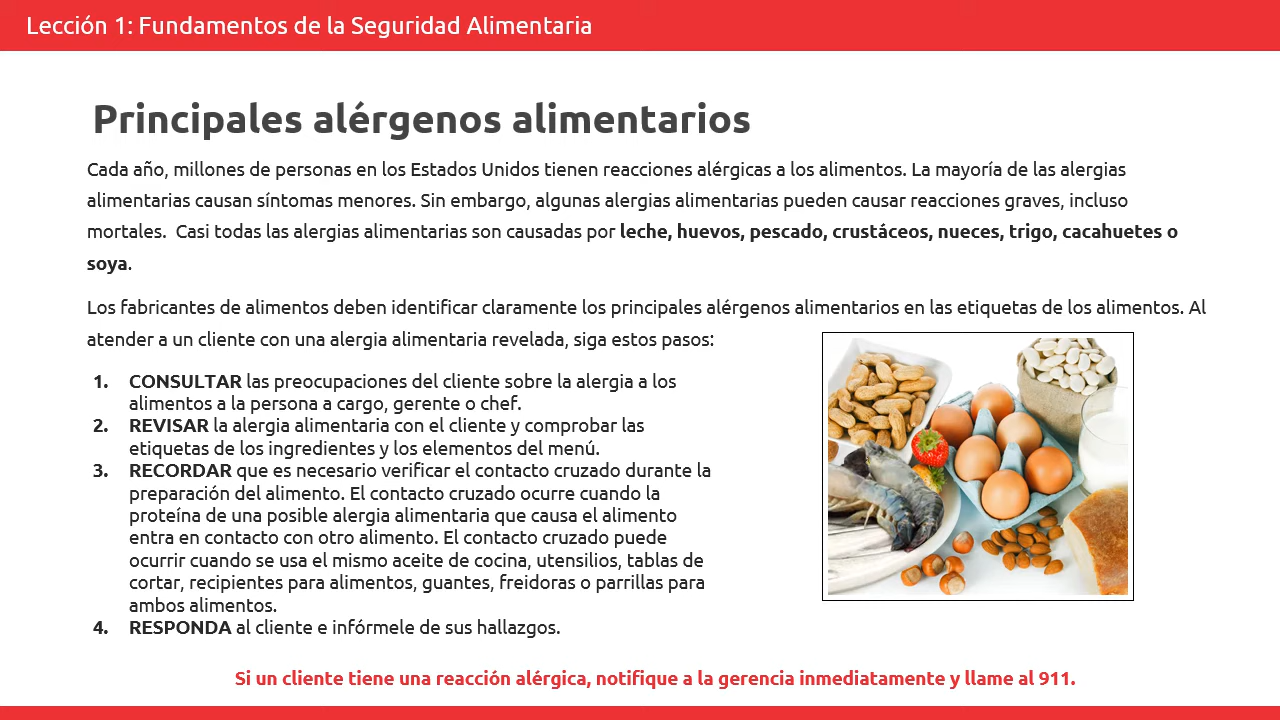 Lección 1: Fundamentos de la Seguridad Alimentaria
Principales alérgenos alimentarios
Cada año, millones de personas en los Estados Unidos tienen reacciones alérgicas a los alimentos. La mayoría de las alergias
alimentarias causan síntomas menores. Sin embargo, algunas alergias alimentarias pueden causar reacciones graves, incluso
mortales.  Casi todas las alergias alimentarias son causadas por leche, huevos, pescado, crustáceos, nueces, trigo, cacahuetes o
soya.
Los fabricantes de alimentos deben identificar claramente los principales alérgenos alimentarios en las etiquetas de los alimentos. Al
atender a un cliente con una alergia alimentaria revelada, siga estos pasos:
1. CONSULTAR las preocupaciones del cliente sobre la alergia a los
alimentos a la persona a cargo, gerente o chef.
2. REVISAR la alergia alimentaria con el cliente y comprobar las
etiquetas de los ingredientes y los elementos del menú.
3. RECORDAR que es necesario verificar el contacto cruzado durante la
preparación del alimento. El contacto cruzado ocurre cuando la
proteína de una posible alergia alimentaria que causa el alimento
entra en contacto con otro alimento. El contacto cruzado puede
ocurrir cuando se usa el mismo aceite de cocina, utensilios, tablas de
cortar, recipientes para alimentos, guantes, freidoras o parrillas para
ambos alimentos.
4. RESPONDA al cliente e infórmele de sus hallazgos.
Si un cliente tiene una reacción alérgica, notifique a la gerencia inmediatamente y llame al 911.